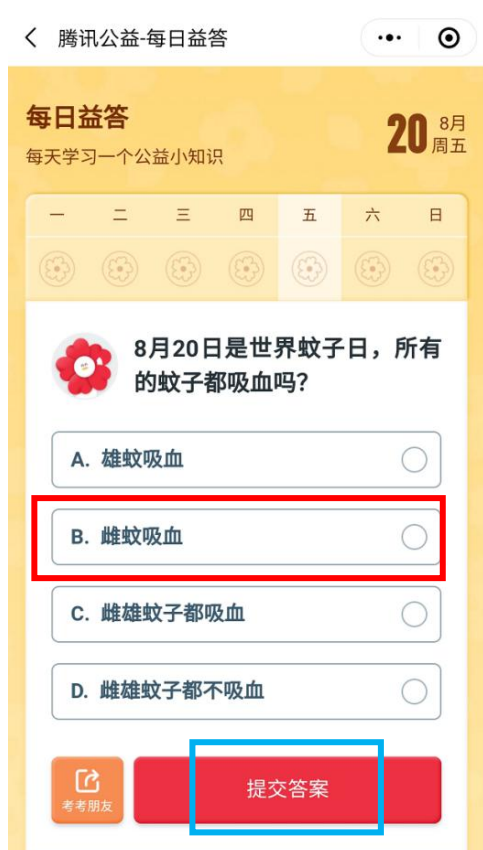 腾讯公益-每日益答
每日益答
每天学习一个公益小知识
20 8月
周五
一 二 三 四 五 六 日
8月20日是世界蚊子日，所有
的蚊子都吸血吗？
A. 雄蚊吸血
B. 雌蚊吸血
C. 雌雄蚊子都吸血
D. 雌雄蚊子都不吸血
考考朋友
提交答案